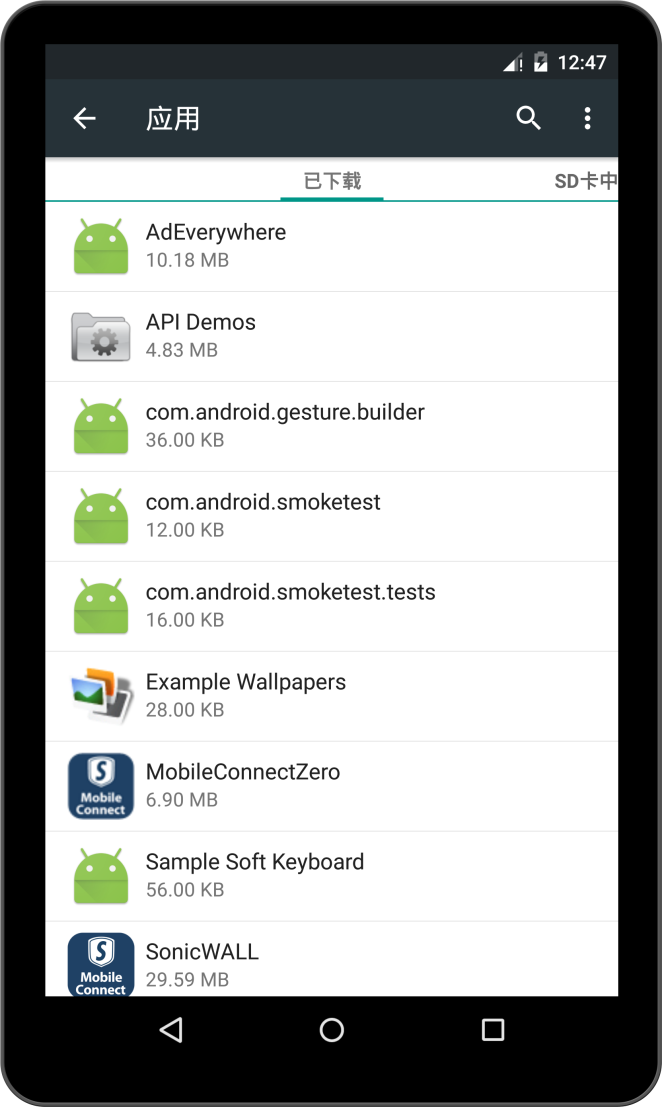 12:47
应用
已下载
SD卡中
AdEverywhere
10.18 MB
API Demos
4.83 MB
com.android.gesture.builder
36.00 KB
com.android.smoketest
12.00 KB
com.android.smoketest.tests
16.00 KB
Example Wallpapers
28.00 KB
Mobile
Connect
MobileConnectZero
6.90 MB
Sample Soft Keyboard
56.00 KB
Mobile
Connect
SonicWALL
29.59 MB